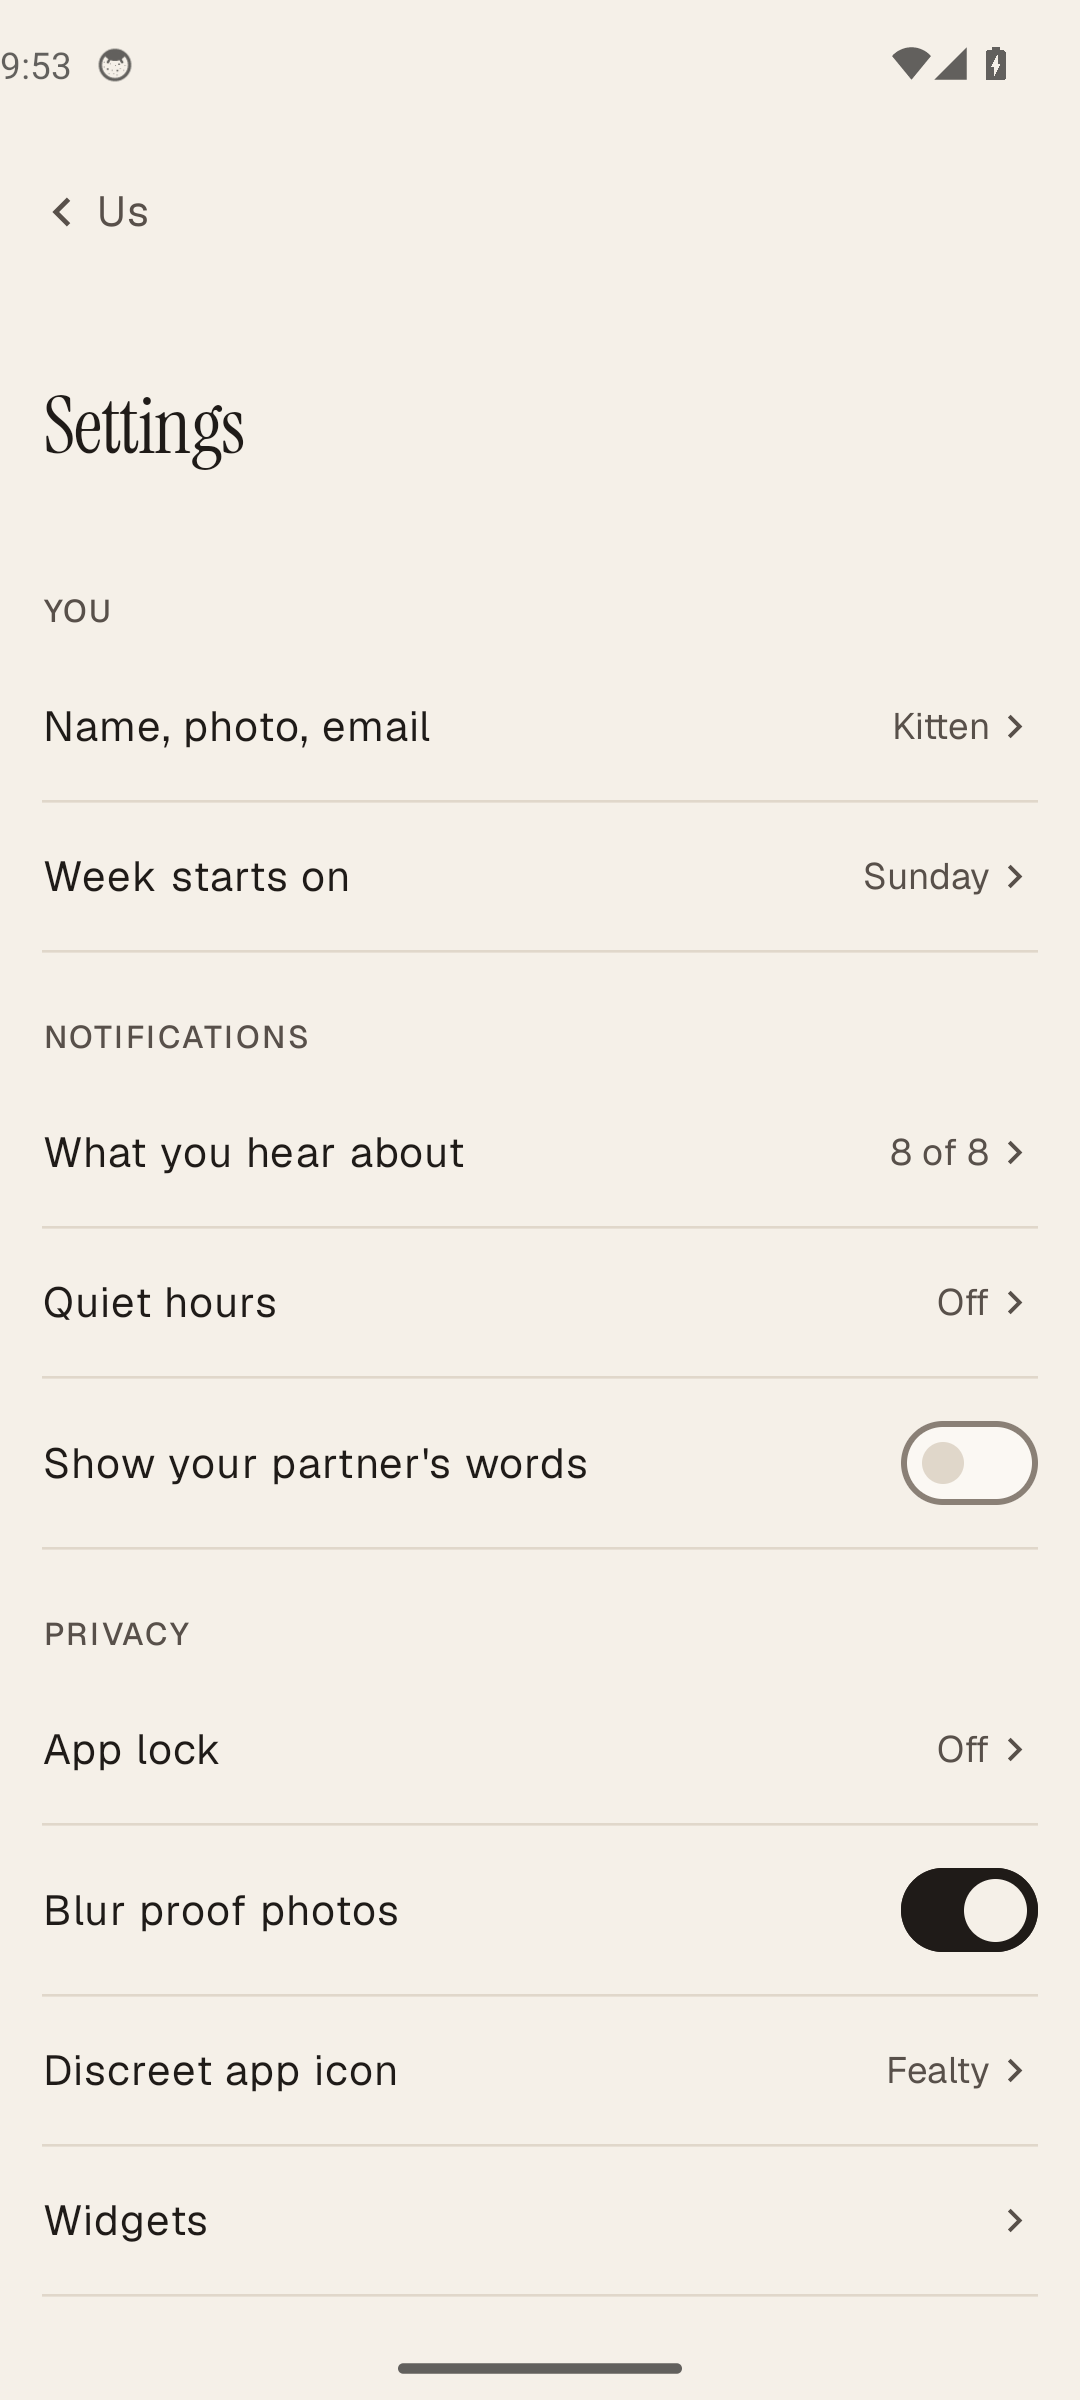 9:53
Us
Settings
YOU
Name, photo, email Kitten
Week starts on Sunday
NOTIFICATIONS
What you hear about 8 of 8
Quiet hours Off
Show your partner's words
PRIVACY
App lock Off
Blur proof photos
Discreet app icon Fealty
Widgets